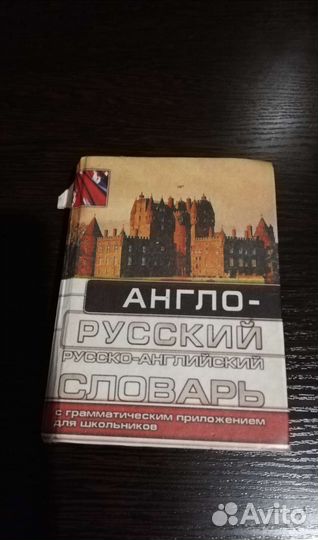 АНГЛО-
РУССКИЙ
РУССКО-АНГЛИЙСКИЙ
СЛОВАРЬ
с грамматическим приложением
для школьников
Avito